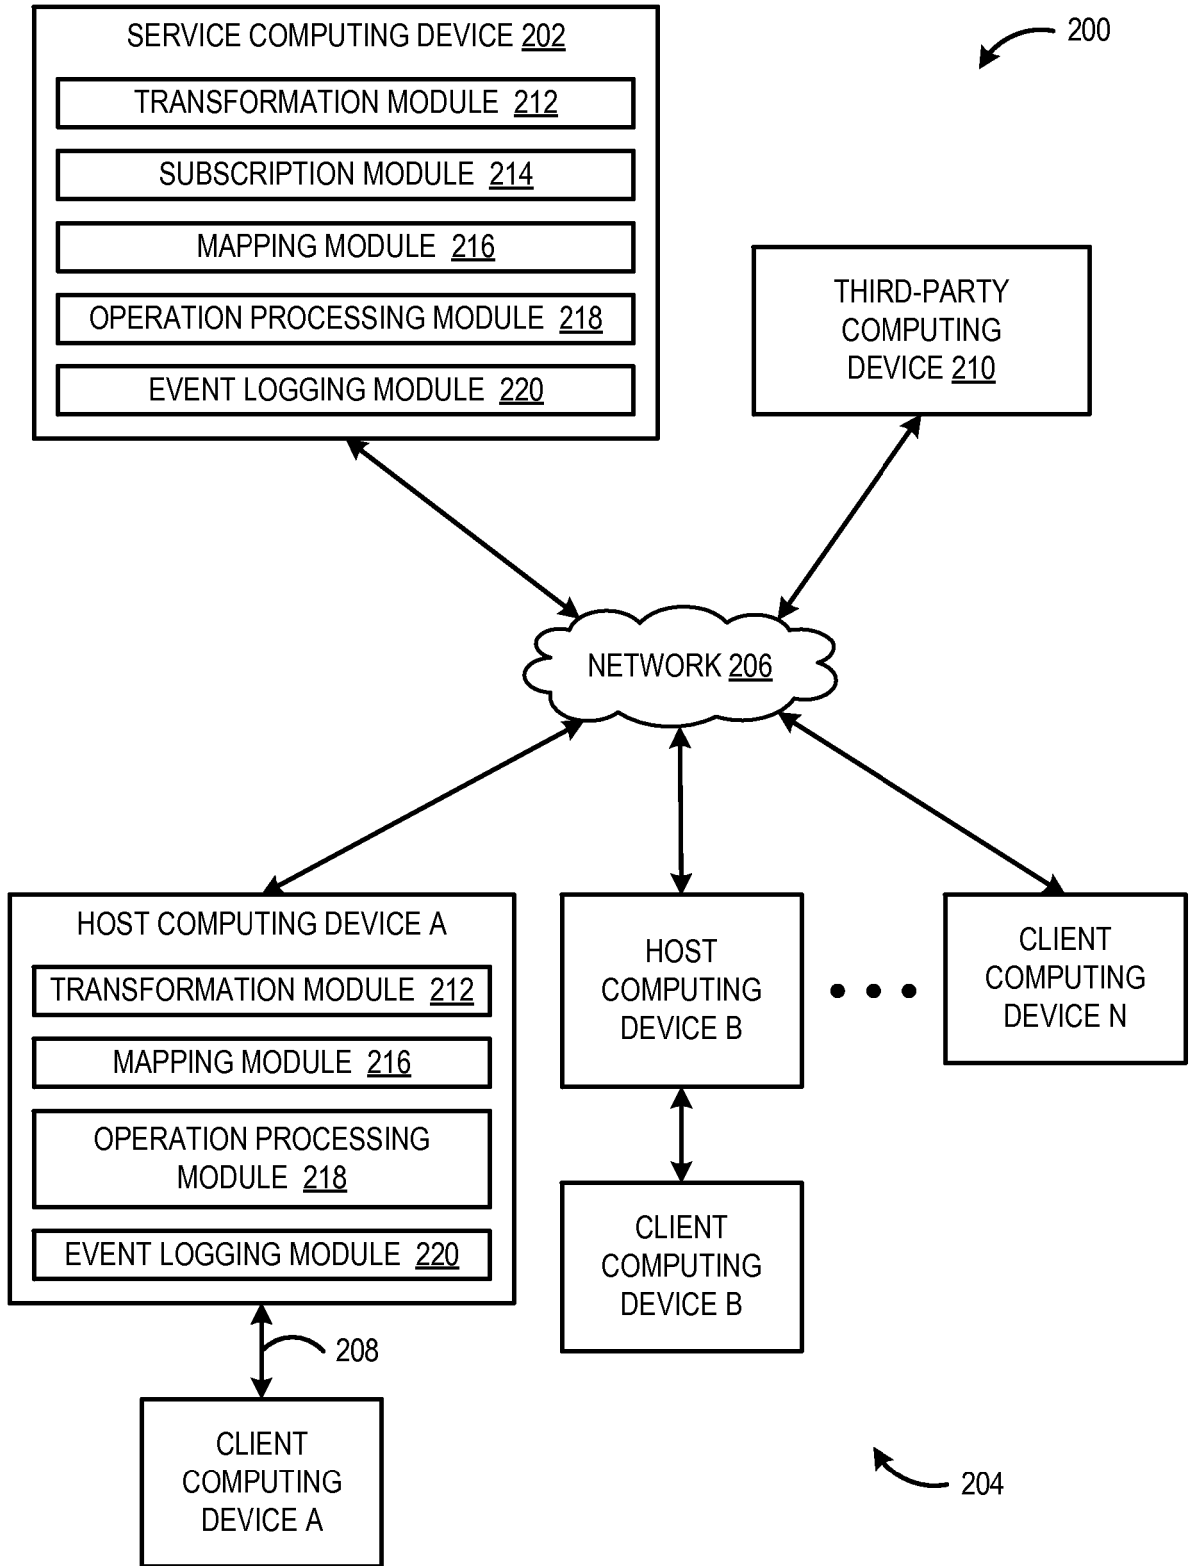 SERVICE COMPUTING DEVICE 202
TRANSFORMATION MODULE 212
SUBSCRIPTION MODULE 214
MAPPING MODULE 216
OPERATION PROCESSING MODULE 218
EVENT LOGGING MODULE 220
200
THIRD-PARTY
COMPUTING
DEVICE 210
NETWORK 206
HOST COMPUTING DEVICE A
TRANSFORMATION MODULE 212
MAPPING MODULE 216
OPERATION PROCESSING
MODULE 218
EVENT LOGGING MODULE 220
HOST
COMPUTING
DEVICE B
CLIENT
COMPUTING
DEVICE N
CLIENT
COMPUTING
DEVICE B
208
CLIENT
COMPUTING
DEVICE A
204